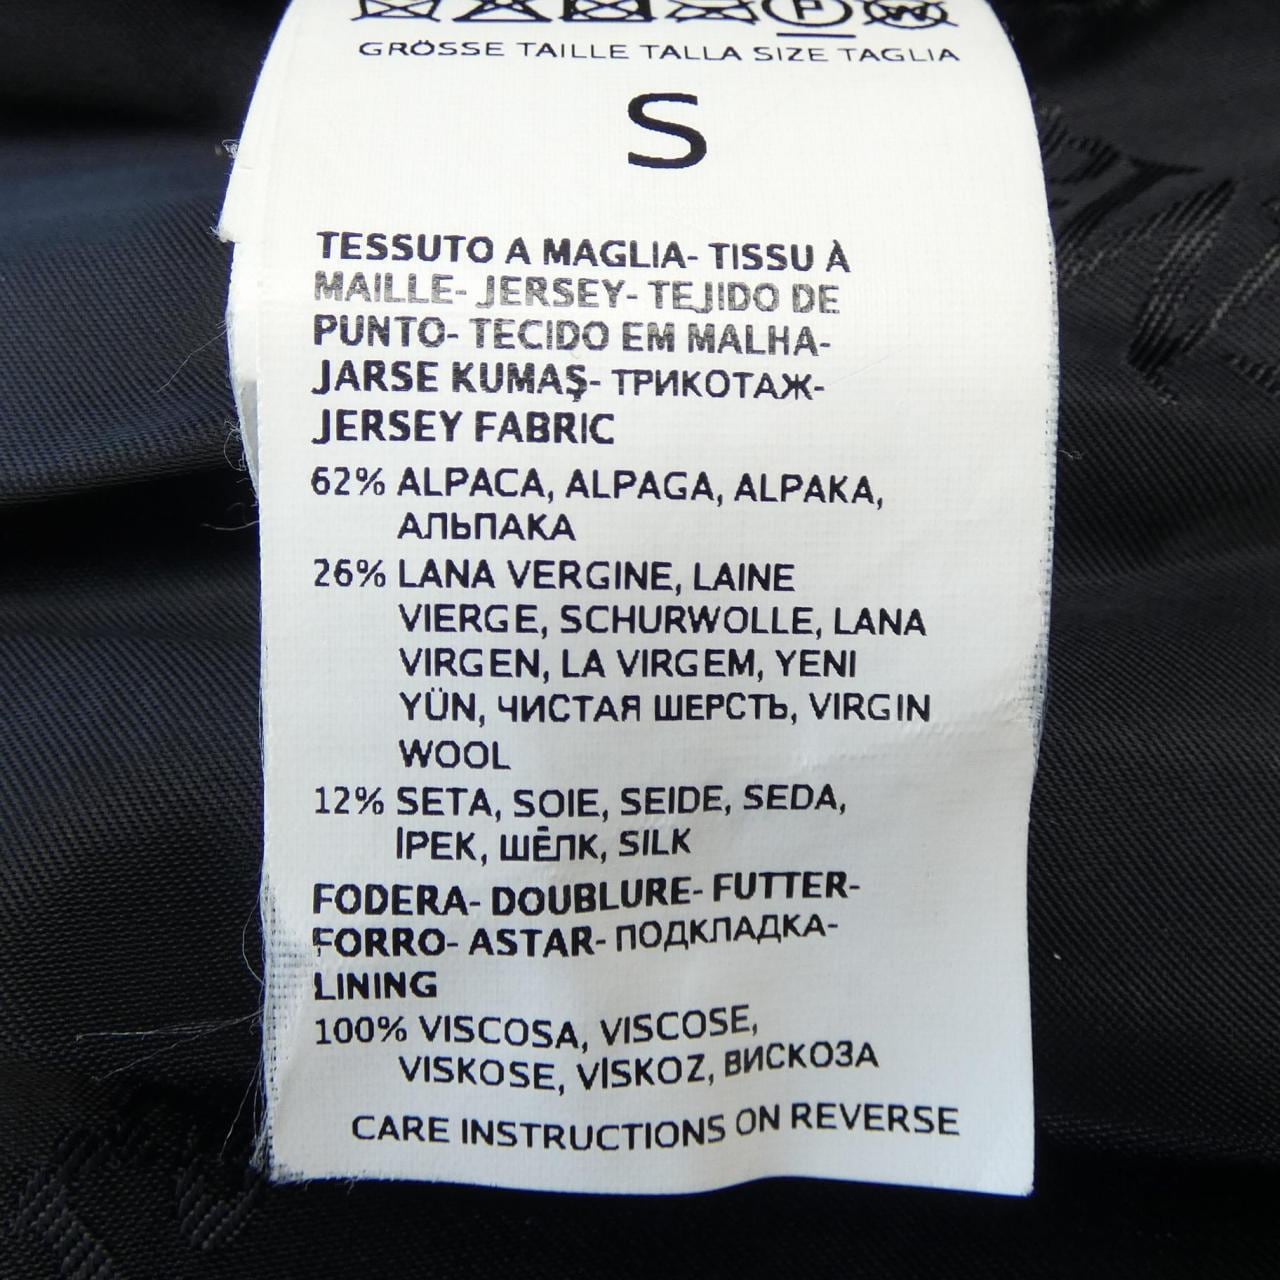 GRÖSSE TAILLE TALLA SIZE TAGLIA
S
TESSUTO A MAGLIA- TISSU À
MAILLE- JERSEY- TEJIDO DE
PUNTO- TECIDO EM MALHA-
JARSE KUMAŞ- ТРИКОТАЖ-
JERSEY FABRIC
62% ALPACA, ALPAGA, ALPAKA,
АЛЬПАКА
26% LANA VERGINE, LAINE
VIERGE, SCHURWOLLE, LANA
VIRGEN, LA VIRGEM, YENI
YÜN, ЧИСТАЯ ШЕРСТЬ, VIRGIN
WOOL
12% SETA, SOIE, SEIDE, SEDA,
İPEK, ШЁЛК, SILK
FODERA- DOUBLURE- FUTTER-
FORRO- ASTAR- ПОДКЛАДКА-
LINING
100% VISCOSA, VISCOSE,
VISKOSE, VİSKOZ, ВИСКОЗА
CARE INSTRUCTIONS ON REVERSE